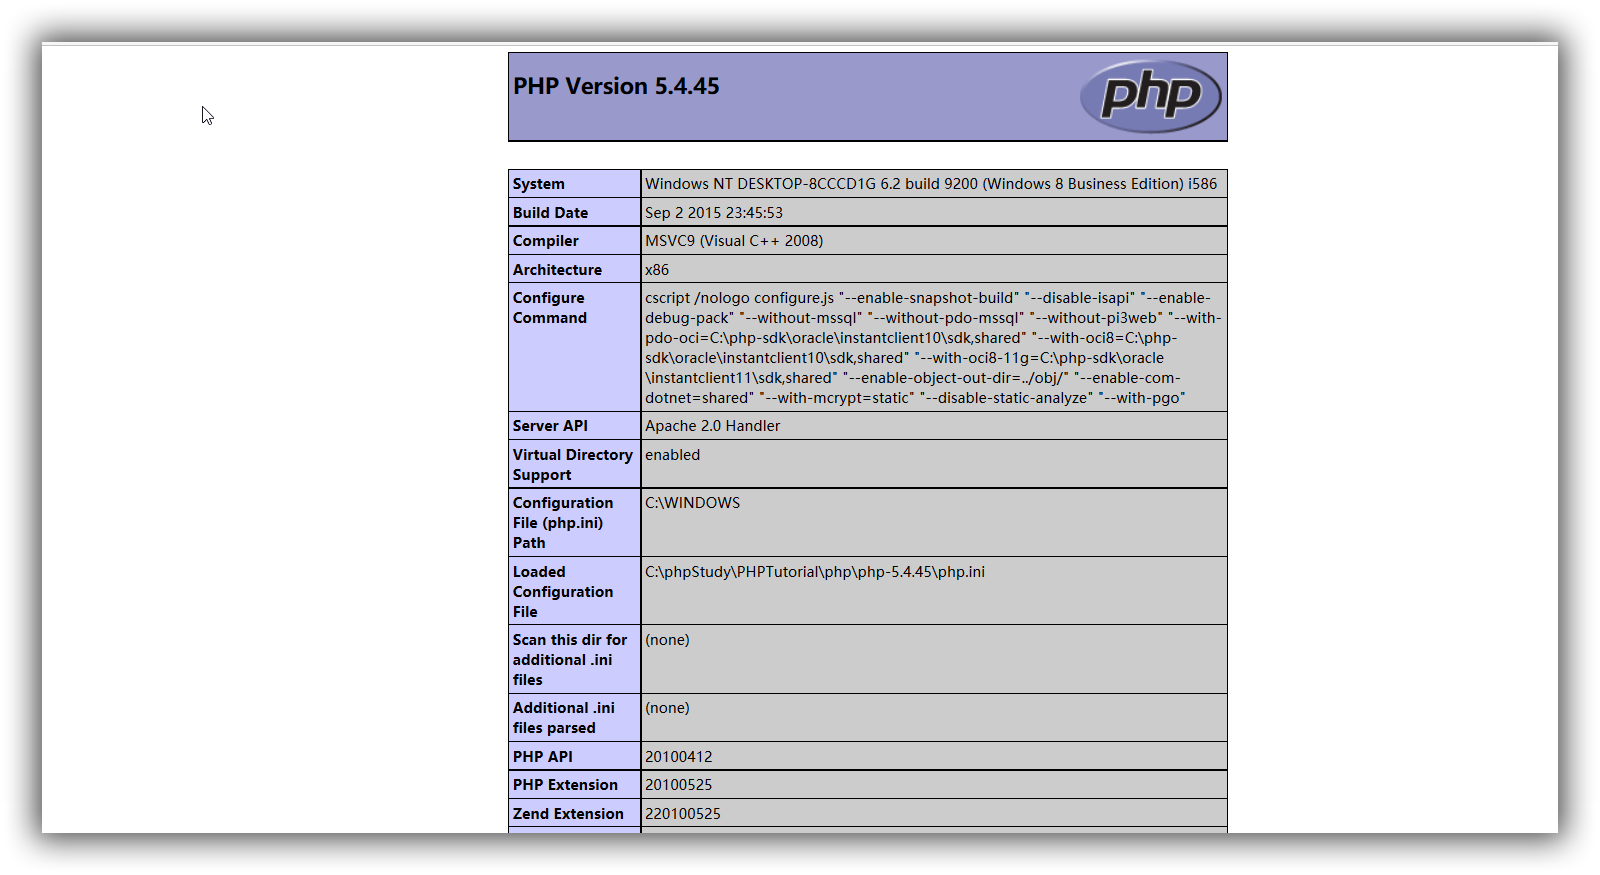 PHP Version 5.4.45
php
System Windows NT DESKTOP-8CCCD1G 6.2 build 9200 (Windows 8 Business Edition) i586
Build Date Sep 2 2015 23:45:53
Compiler MSVC9 (Visual C++ 2008)
Architecture x86
Configure cscript /nologo configure.js "--enable-snapshot-build" "--disable-isapi" "--enable-
Command debug-pack" "--without-mssql" "--without-pdo-mssql" "--without-pi3web" "--with-
pdo-oci=C:\php-sdk\oracle\instantclient10\sdk,shared" "--with-oci8=C:\php-
sdk\oracle\instantclient10\sdk,shared" "--with-oci8-11g=C:\php-sdk\oracle
\instantclient11\sdk,shared" "--enable-object-out-dir=../obj/" "--enable-com-
dotnet=shared" "--with-mcrypt=static" "--disable-static-analyze" "--with-pgo"
Server API Apache 2.0 Handler
Virtual Directory enabled
Support
Configuration C:\WINDOWS
File (php.ini)
Path
Loaded C:\phpStudy\PHPTutorial\php\php-5.4.45\php.ini
Configuration
File
Scan this dir for (none)
additional .ini
files
Additional .ini (none)
files parsed
PHP API 20100412
PHP Extension 20100525
Zend Extension 220100525